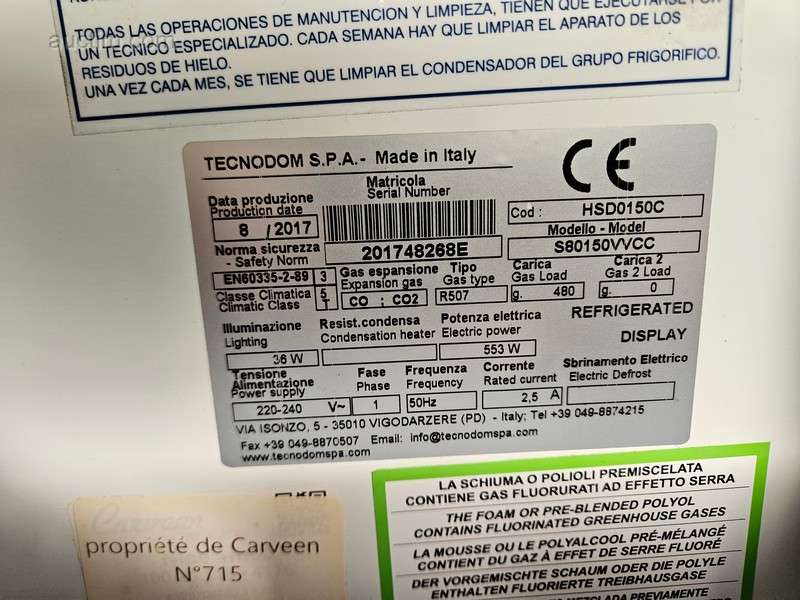 TODAS LAS OPERACIONES DE MANUTENCION Y LIMPIEZA, TIENEN QUE EJECUTARSE POR
UN TECNICO ESPECIALIZADO. CADA SEMANA HAY QUE LIMPIAR EL APARATO DE LOS
RESIDUOS DE HIELO.
UNA VEZ CADA MES, SE TIENE QUE LIMPIAR EL CONDENSADOR DEL GRUPO FRIGORIFICO.
TECNODOM S.P.A.- Made in Italy
CE
Matricola
Serial Number
Data produzione
Production date
8 / 2017
201748268E
Cod : HSD0150C
Modello - Model
S80150VVCC
Norma sicurezza
- Safety Norm
EN60335-2-89 3
Classe Climatica
Climatic Class
5
T
Gas espansione
Expansion gas
CO : CO2
Tipo
Gas type
R507
Carica
Gas Load
g. 480
Carica 2
Gas 2 Load
g. 0
Illuminazione
Lighting
36 W
Resist.condensa
Condensation heater
Potenza elettrica
Electric power
553 W
REFRIGERATED
DISPLAY
Tensione
Alimentazione
Power supply
220-240 V~
Fase
Phase
1
Frequenza
Frequency
50Hz
Corrente
Rated current
2,5 A
Sbrinamento Elettrico
Electric Defrost
VIA ISONZO, 5 - 35010 VIGODARZERE (PD) - Italy; Tel +39 049-8874215
Fax +39 049-8870507 Email: info@tecnodomspa.com
www.tecnodomspa.com
Carveen
propriété de Carveen
N°715
LA SCHIUMA O POLIOLI PREMISCELATA
CONTIENE GAS FLUORURATI AD EFFETTO SERRA
THE FOAM OR PRE-BLENDED POLYOL
CONTAINS FLUORINATED GREENHOUSE GASES
LA MOUSSE OU LE POLYALCOOL PRÉ-MÉLANGÉ
CONTIENT DU GAZ À EFFET DE SERRE FLUORÉ
DER VORGEMISCHTE SCHAUM ODER DIE POLYLE
ENTHALTEN FLUORIERTE TREIBHAUSGASE
PREVIAMENTE